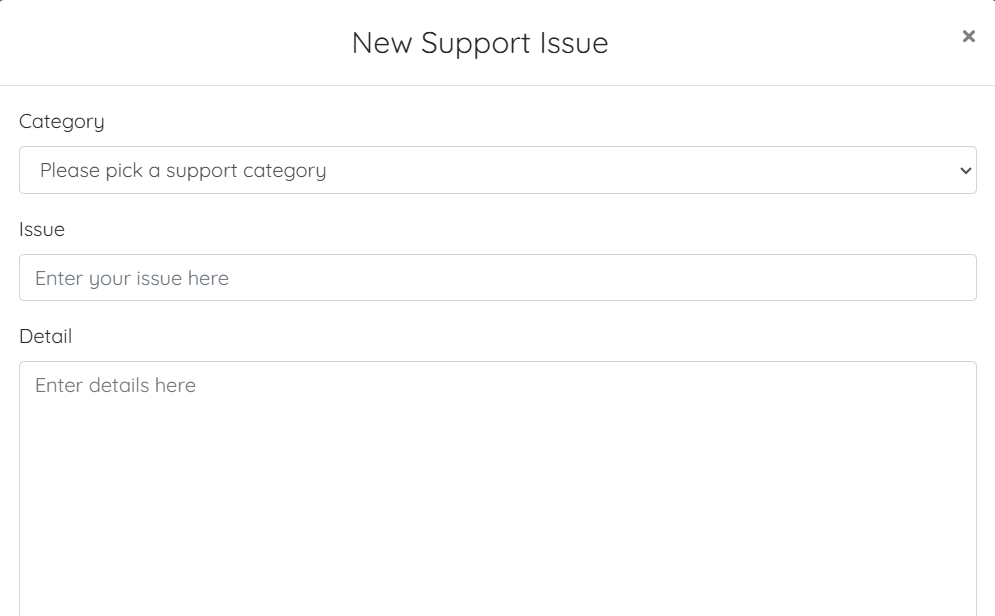 New Support Issue
×
Category
Please pick a support category
Issue
Enter your issue here
Detail
Enter details here